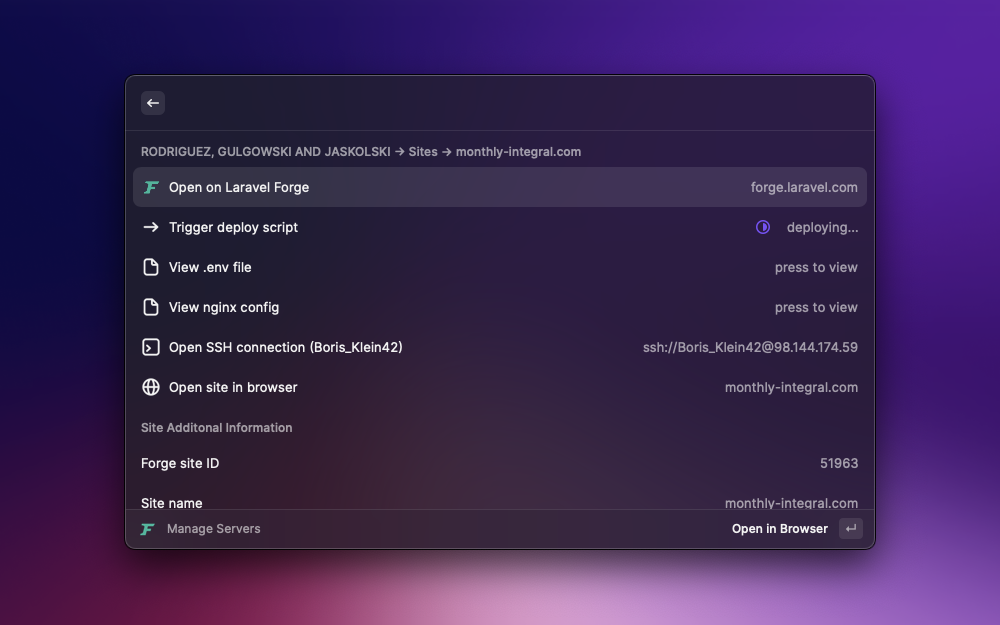 RODRIGUEZ, GULGOWSKI AND JASKOLSKI → Sites → monthly-integral.com
Open on Laravel Forge forge.laravel.com
Trigger deploy script deploying...
View .env file press to view
View nginx config press to view
Open SSH connection (Boris_Klein42) ssh://Boris_Klein42@98.144.174.59
Open site in browser monthly-integral.com
Site Additonal Information
Forge site ID 51963
Site name monthly-integral.com
Manage Servers Open in Browser